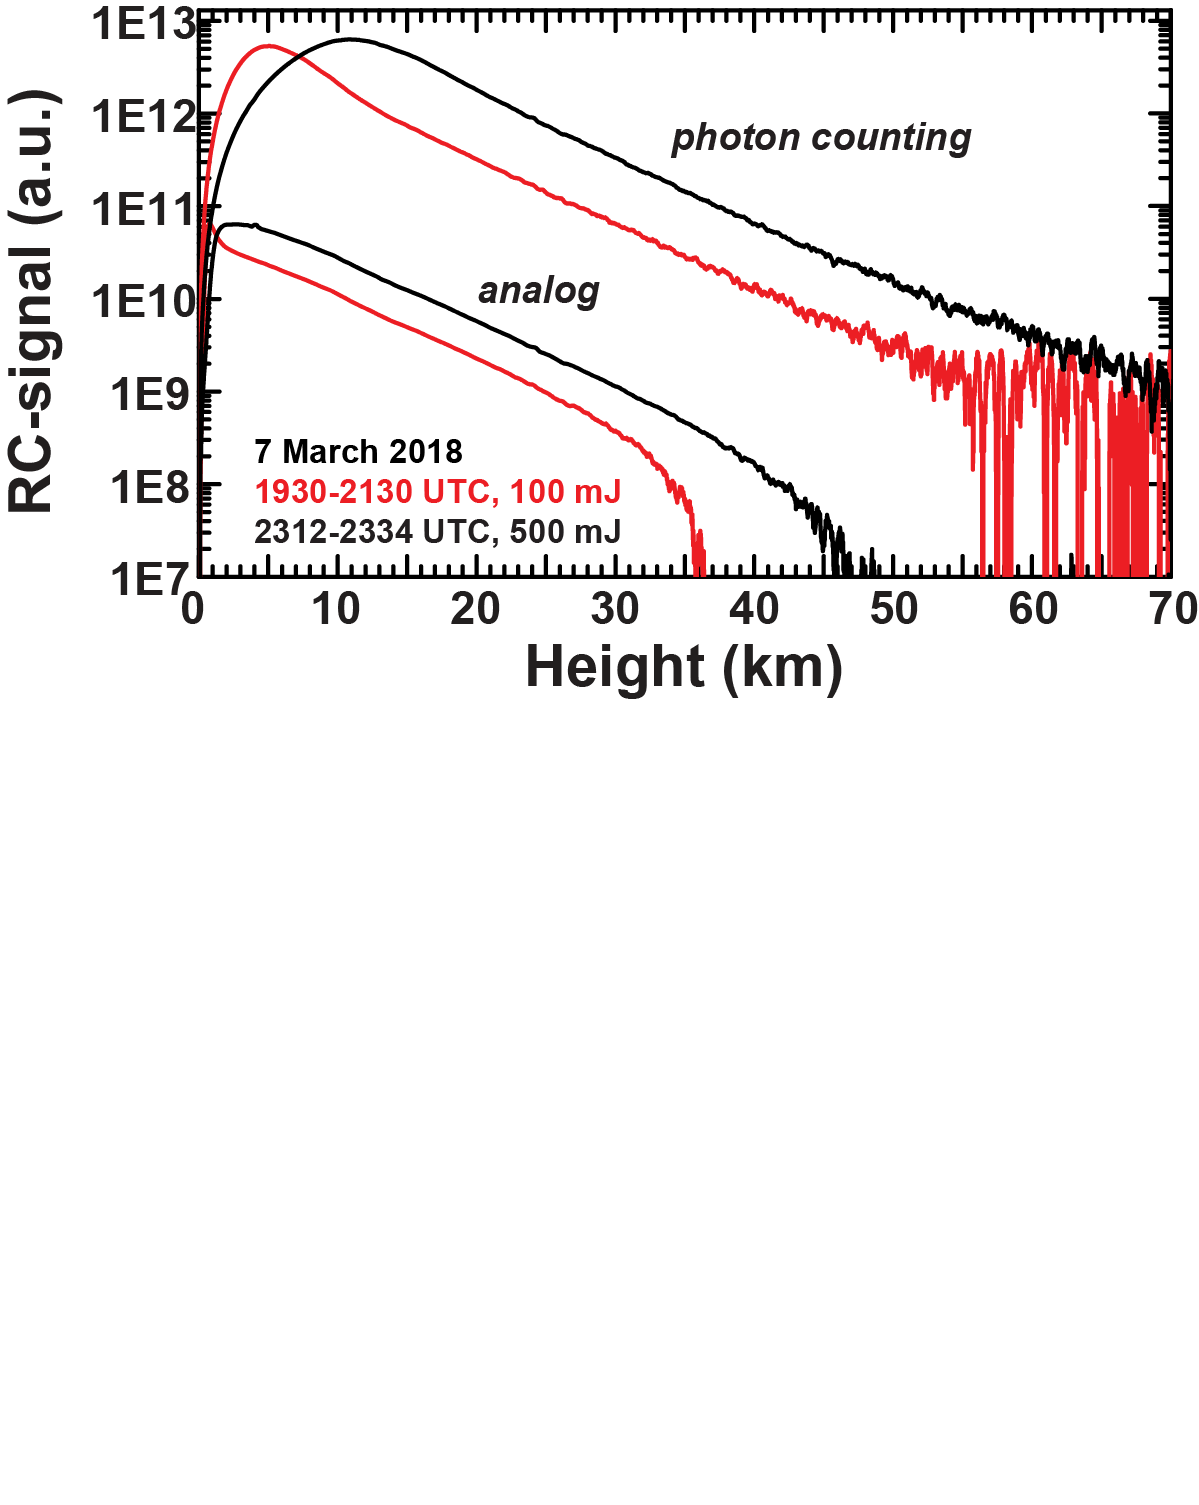 1E13
1E12
1E11
1E10
1E9
1E8
1E7
RC-signal (a.u.)
photon counting
analog
7 March 2018
1930-2130 UTC, 100 mJ
2312-2334 UTC, 500 mJ
0 10 20 30 40 50 60 70
Height (km)